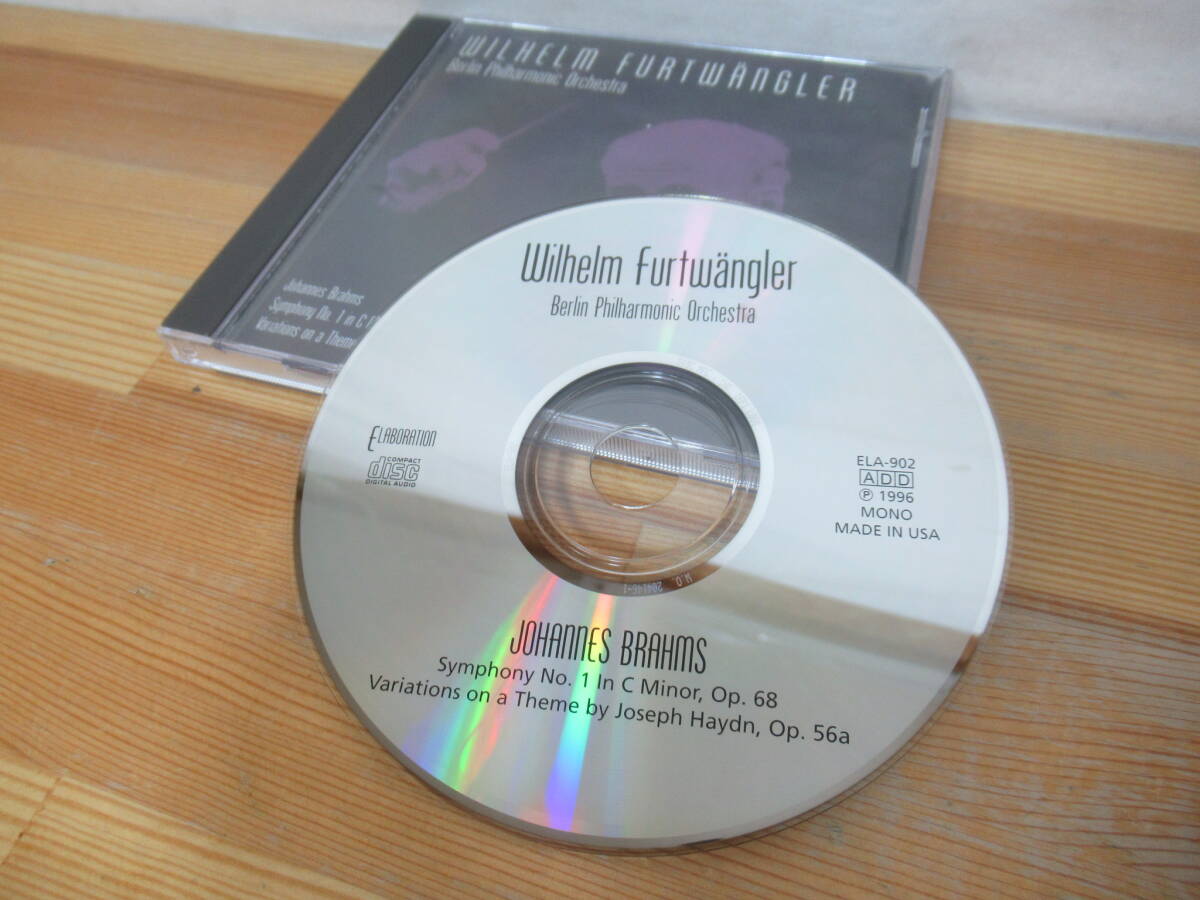 WILHELM FURTWÄNGLER
Berlin Philharmonic Orchestra
Johannes Brahms
Symphony No. 1 in C
Variations on a Theme
Wilhelm Furtwängler
Berlin Philharmonic Orchestra
ELABORATION
COMPACT
disc
DIGITAL AUDIO
ELA-902
ADD
℗ 1996
MONO
MADE IN USA
JOHANNES BRAHMS
Symphony No. 1 In C Minor, Op. 68
Variations on a Theme by Joseph Haydn, Op. 56a